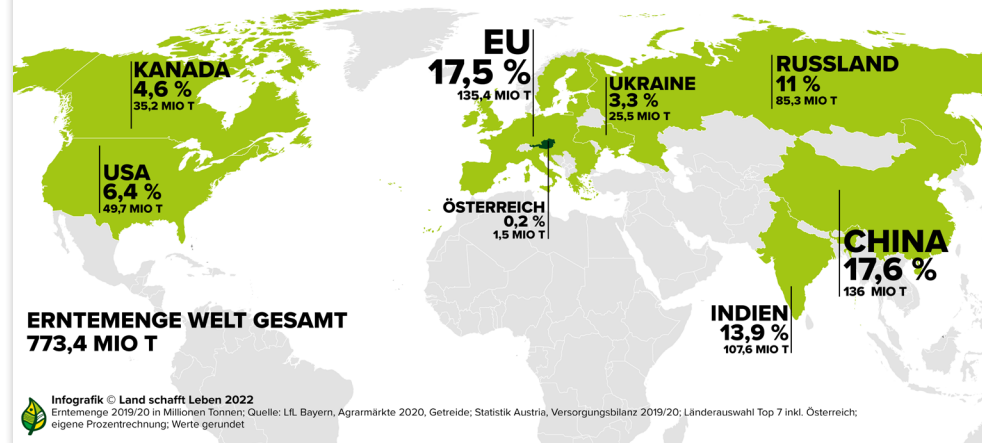 KANADA
4,6 %
35,2 MIO T
USA
6,4 %
49,7 MIO T
EU
17,5 %
135,4 MIO T
UKRAINE
3,3 %
25,5 MIO T
RUSSLAND
11 %
85,3 MIO T
ÖSTERREICH
0,2 %
1,5 MIO T
CHINA
17,6 %
136 MIO T
INDIEN
13,9 %
107,6 MIO T
ERNTEMENGE WELT GESAMT
773,4 MIO T
Infografik © Land schafft Leben 2022
Erntemenge 2019/20 in Millionen Tonnen; Quelle: LfL Bayern, Agrarmärkte 2020, Getreide; Statistik Austria, Versorgungsbilanz 2019/20; Länderauswahl Top 7 inkl. Österreich;
eigene Prozentrechnung; Werte gerundet